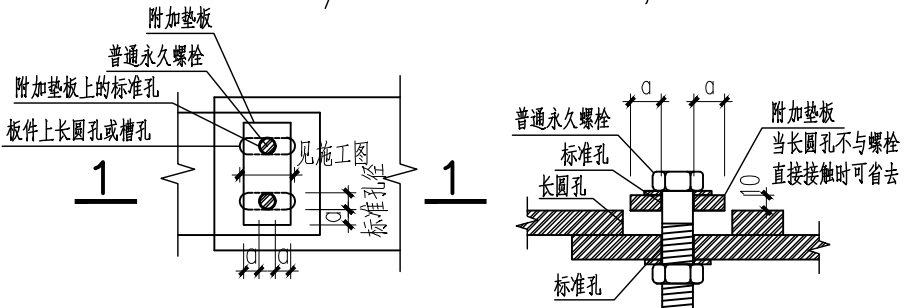 附加垫板
普通永久螺栓
附加垫板上的标准孔
板件上长圆孔或槽孔
1
见施工图
标准孔径
a
a
a
1
a
a
普通永久螺栓
标准孔
长圆孔
附加垫板
当长圆孔不与螺栓
直接接触时可省去
10
标准孔